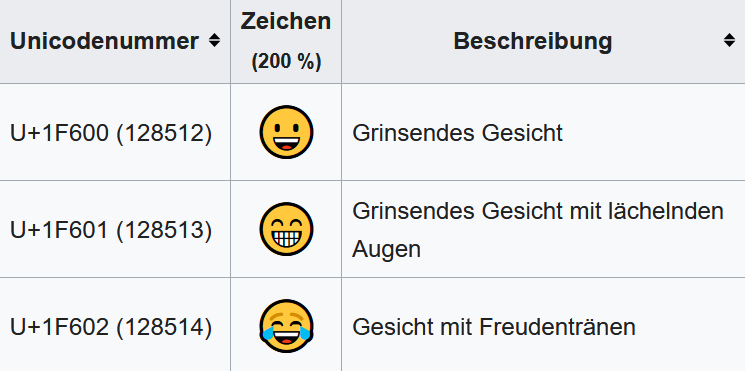 Unicodenummer
Zeichen
(200 %)
Beschreibung
U+1F600 (128512) 😀 Grinsendes Gesicht
U+1F601 (128513) 😁 Grinsendes Gesicht mit lächelnden
Augen
U+1F602 (128514) 😂 Gesicht mit Freudentränen